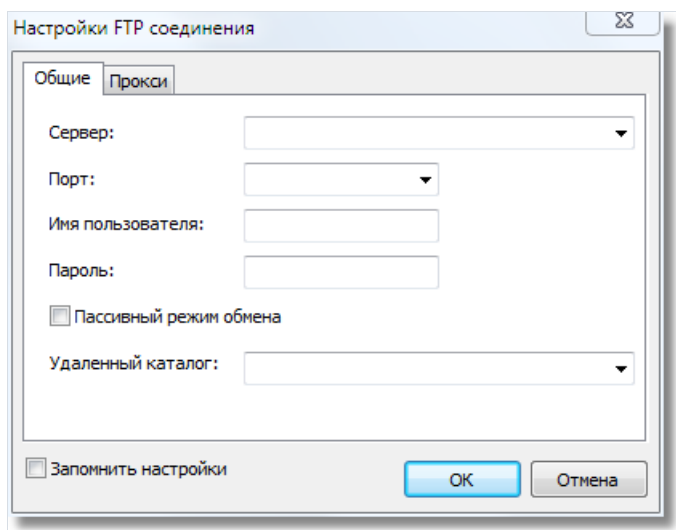 Настройки FTP соединения
Общие
Прокси
Сервер:
Порт:
Имя пользователя:
Пароль:
Пассивный режим обмена
Удаленный каталог:
Запомнить настройки
OK
Отмена